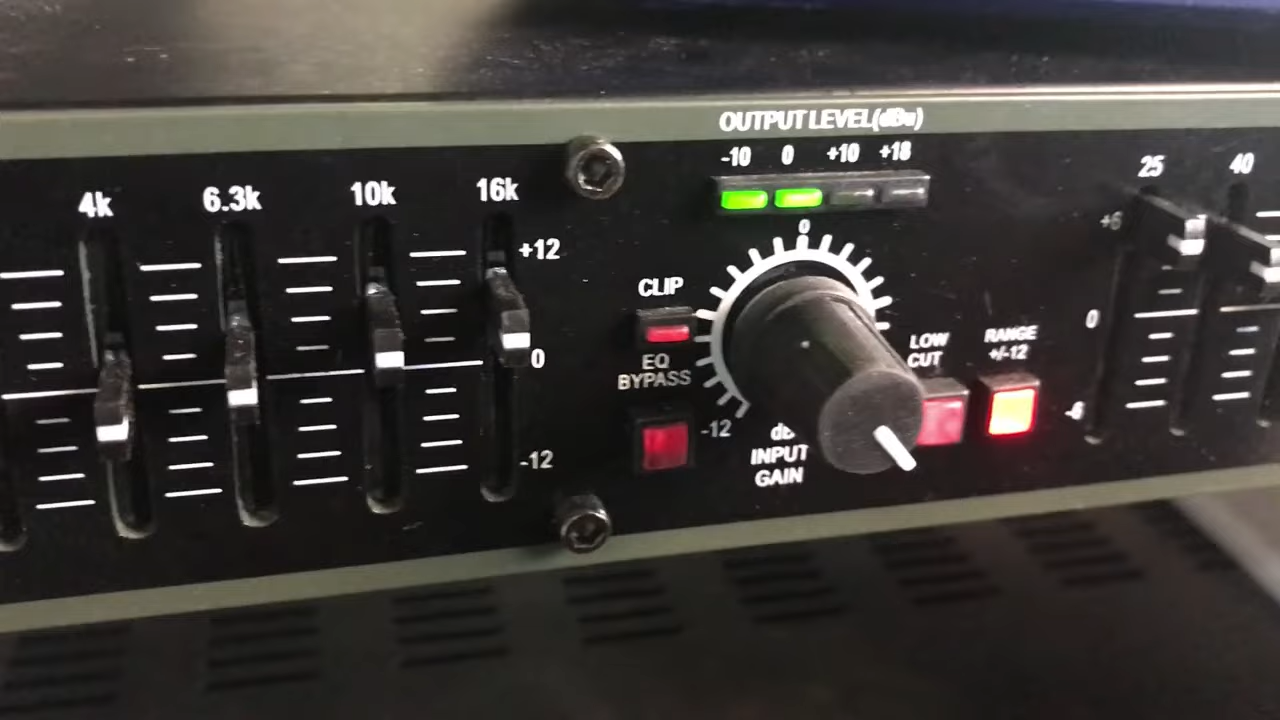 OUTPUT LEVEL(dBu)
-10 0 +10 +18
4k 6.3k 10k 16k
+12
0
-12
CLIP
EQ
BYPASS
0
-12
dB
INPUT
GAIN
LOW
CUT
RANGE
+/-12
25 40
+6
0
-6